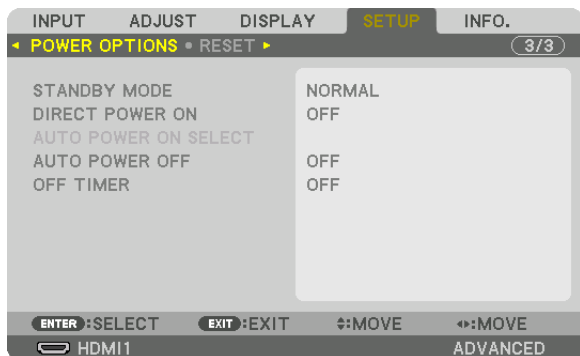 INPUT ADJUST DISPLAY SETUP INFO.
◂ POWER OPTIONS • RESET ▸ 3/3
STANDBY MODE NORMAL
DIRECT POWER ON OFF
AUTO POWER ON SELECT
AUTO POWER OFF OFF
OFF TIMER OFF
ENTER :SELECT EXIT :EXIT :MOVE :MOVE
HDMI1 ADVANCED